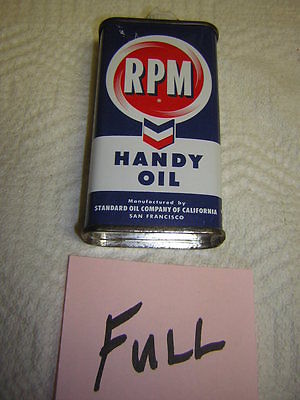 RPM
HANDY
OIL
Manufactured by
STANDARD OIL COMPANY OF CALIFORNIA
SAN FRANCISCO
FULL